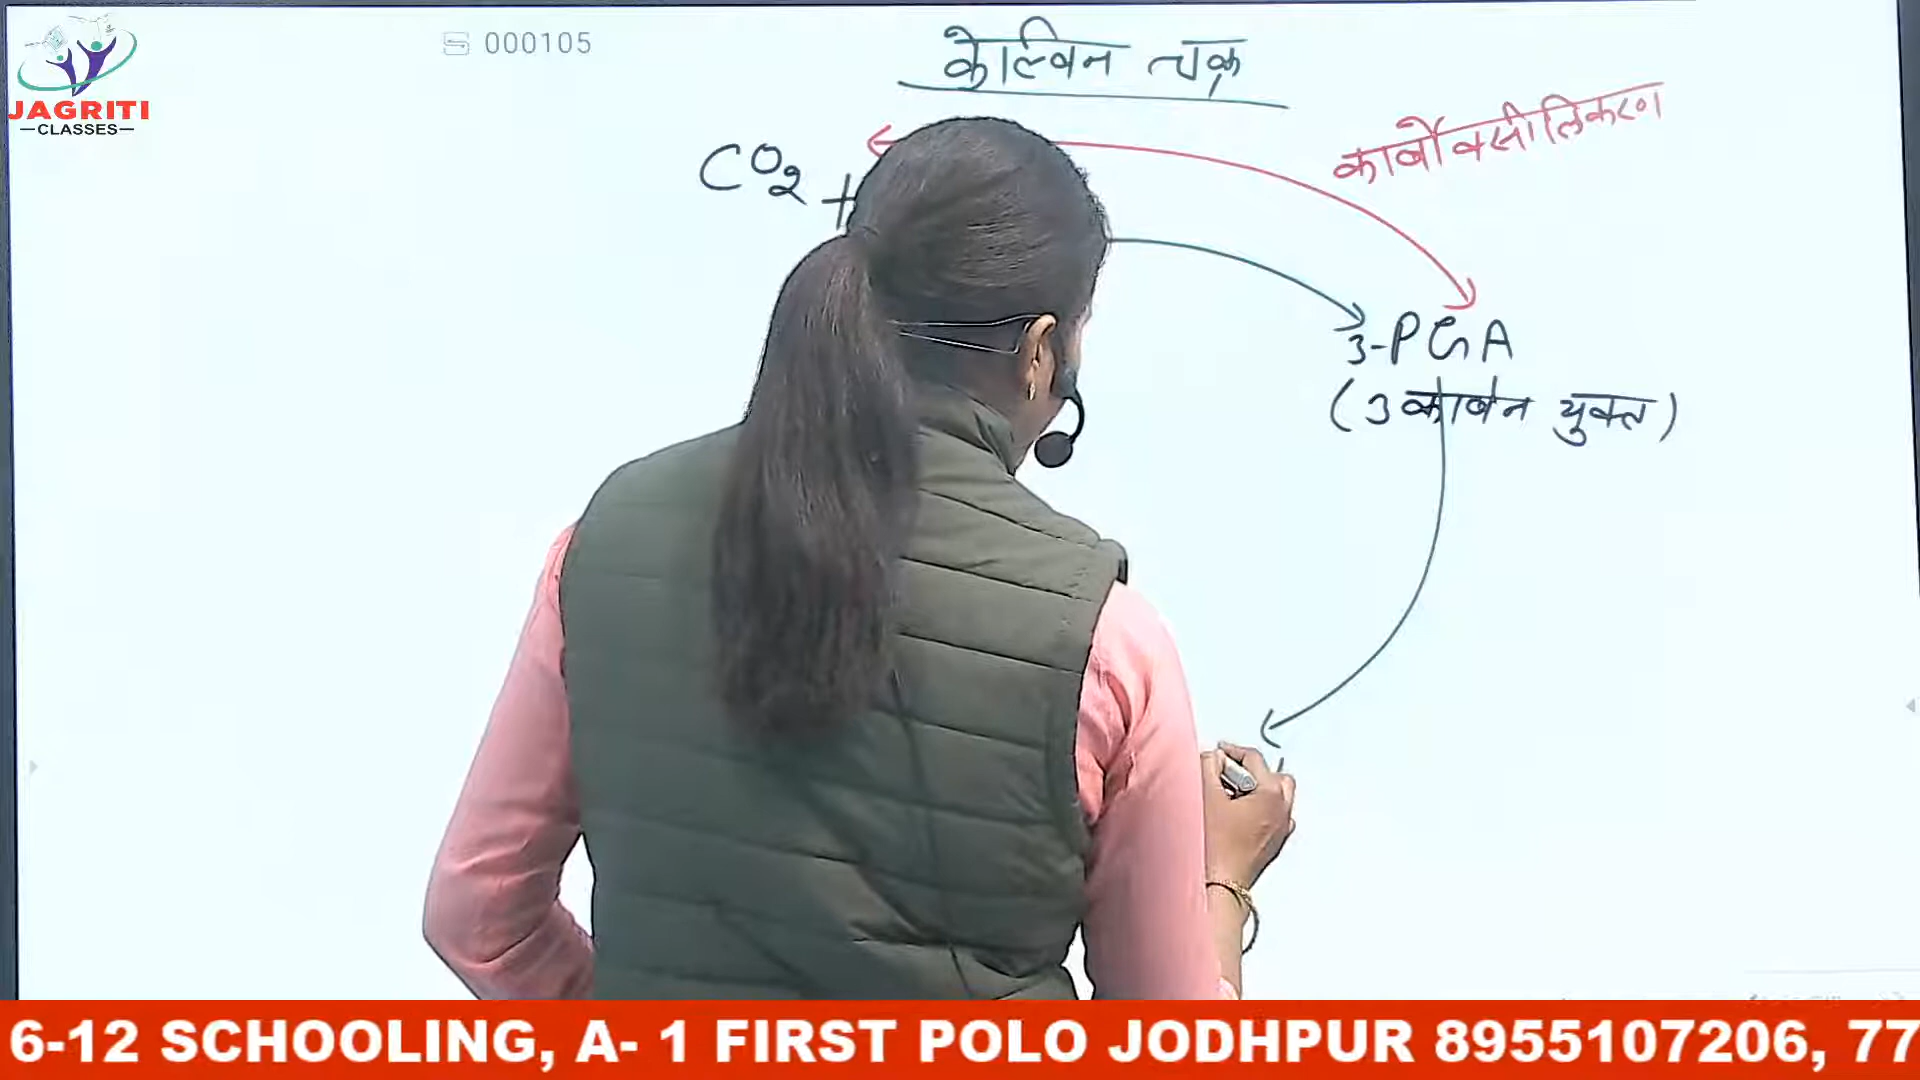 JAGRITI
CLASSES
000105
केल्विन चक्र
कार्बोक्सीलिकरण
CO2 +
3-PGA
(3 कार्बन युक्त)
6-12 SCHOOLING, A- 1 FIRST POLO JODHPUR 8955107206, 77